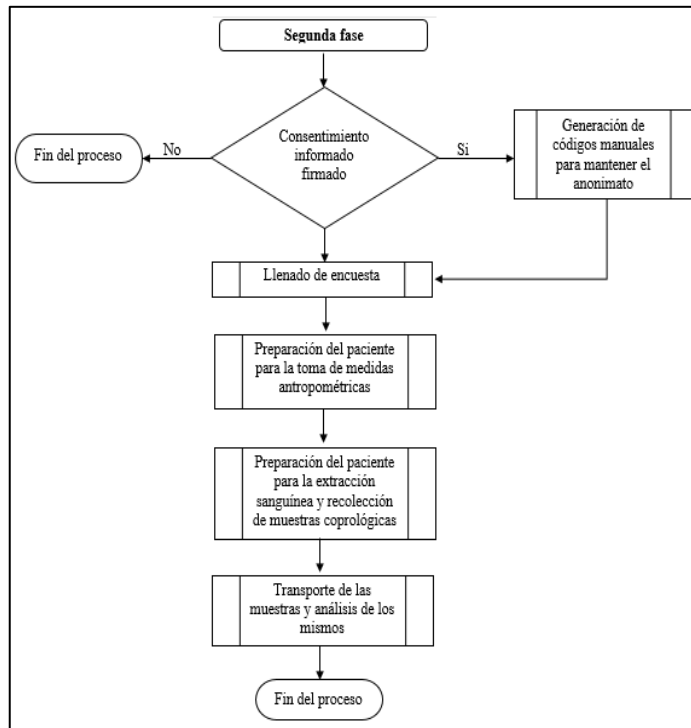 Segunda fase
Consentimiento
informado
firmado
No
Fin del proceso
Si
Generación de
códigos manuales
para mantener el
anonimato
Llenado de encuesta
Preparación del paciente
para la toma de medidas
antropométricas
Preparación del paciente
para la extracción
sanguínea y recolección
de muestras coprológicas
Transporte de las
muestras y análisis de los
mismos
Fin del proceso